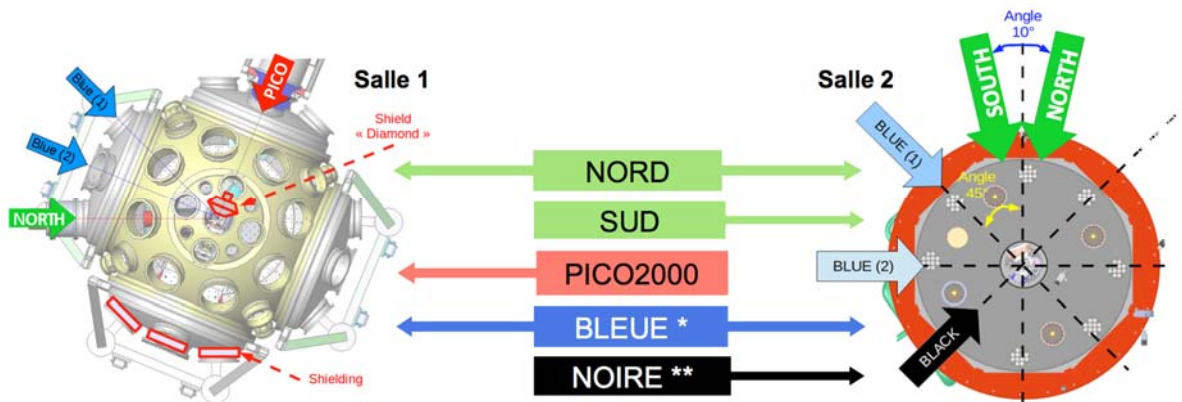 Salle 1
Blue (1)
Blue (2)
NORTH
PICO
Shield
« Diamond »
Shielding
NORD
SUD
PICO2000
BLEUE *
NOIRE **
Salle 2
Angle
10°
SOUTH
NORTH
BLUE (1)
Angle
45°
BLUE (2)
BLACK